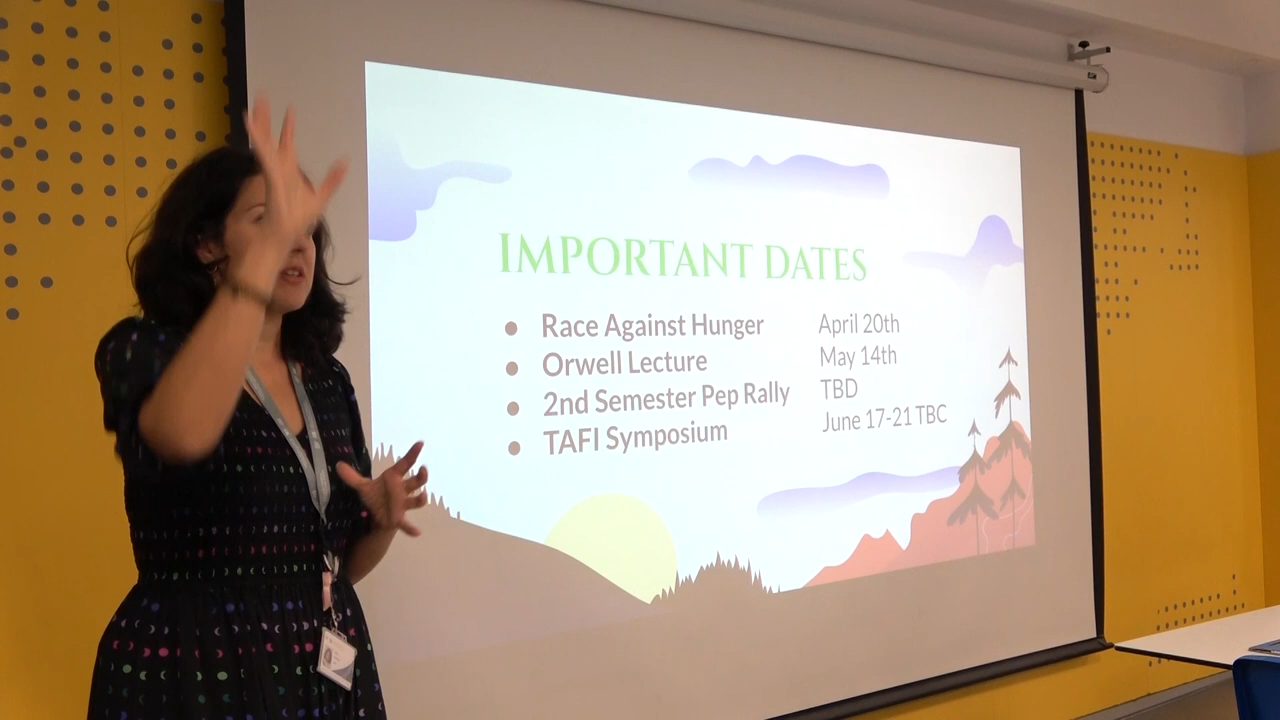 IMPORTANT DATES
● Race Against Hunger April 20th
● Orwell Lecture May 14th
● 2nd Semester Pep Rally TBD
● TAFI Symposium June 17-21 TBC